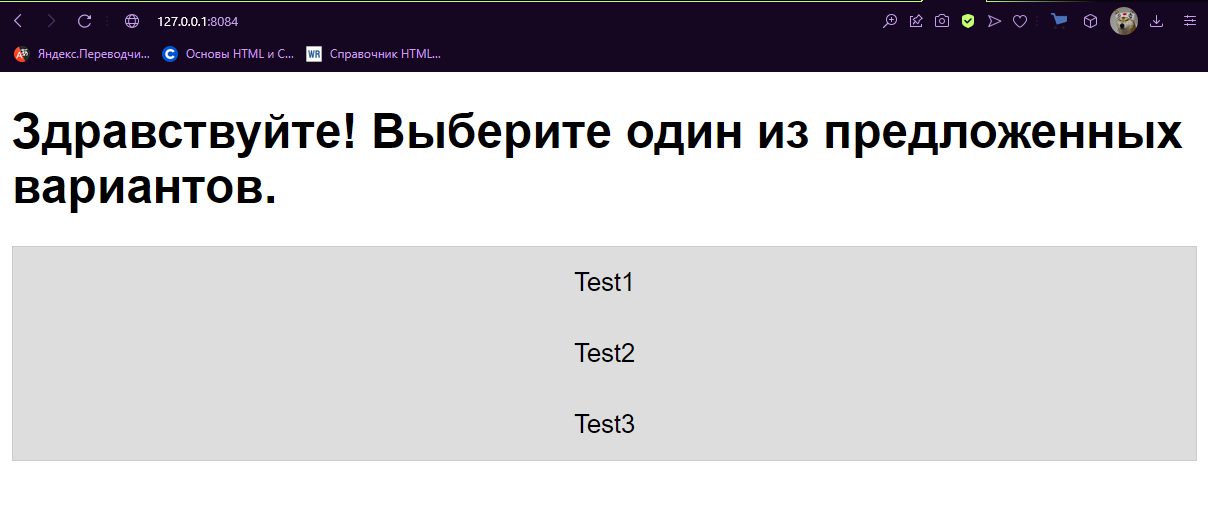 127.0.0.1:8084
Яндекс.Переводчи... Основы HTML и С... WR Справочник HTML...
Здравствуйте! Выберите один из предложенных
вариантов.
Test1
Test2
Test3